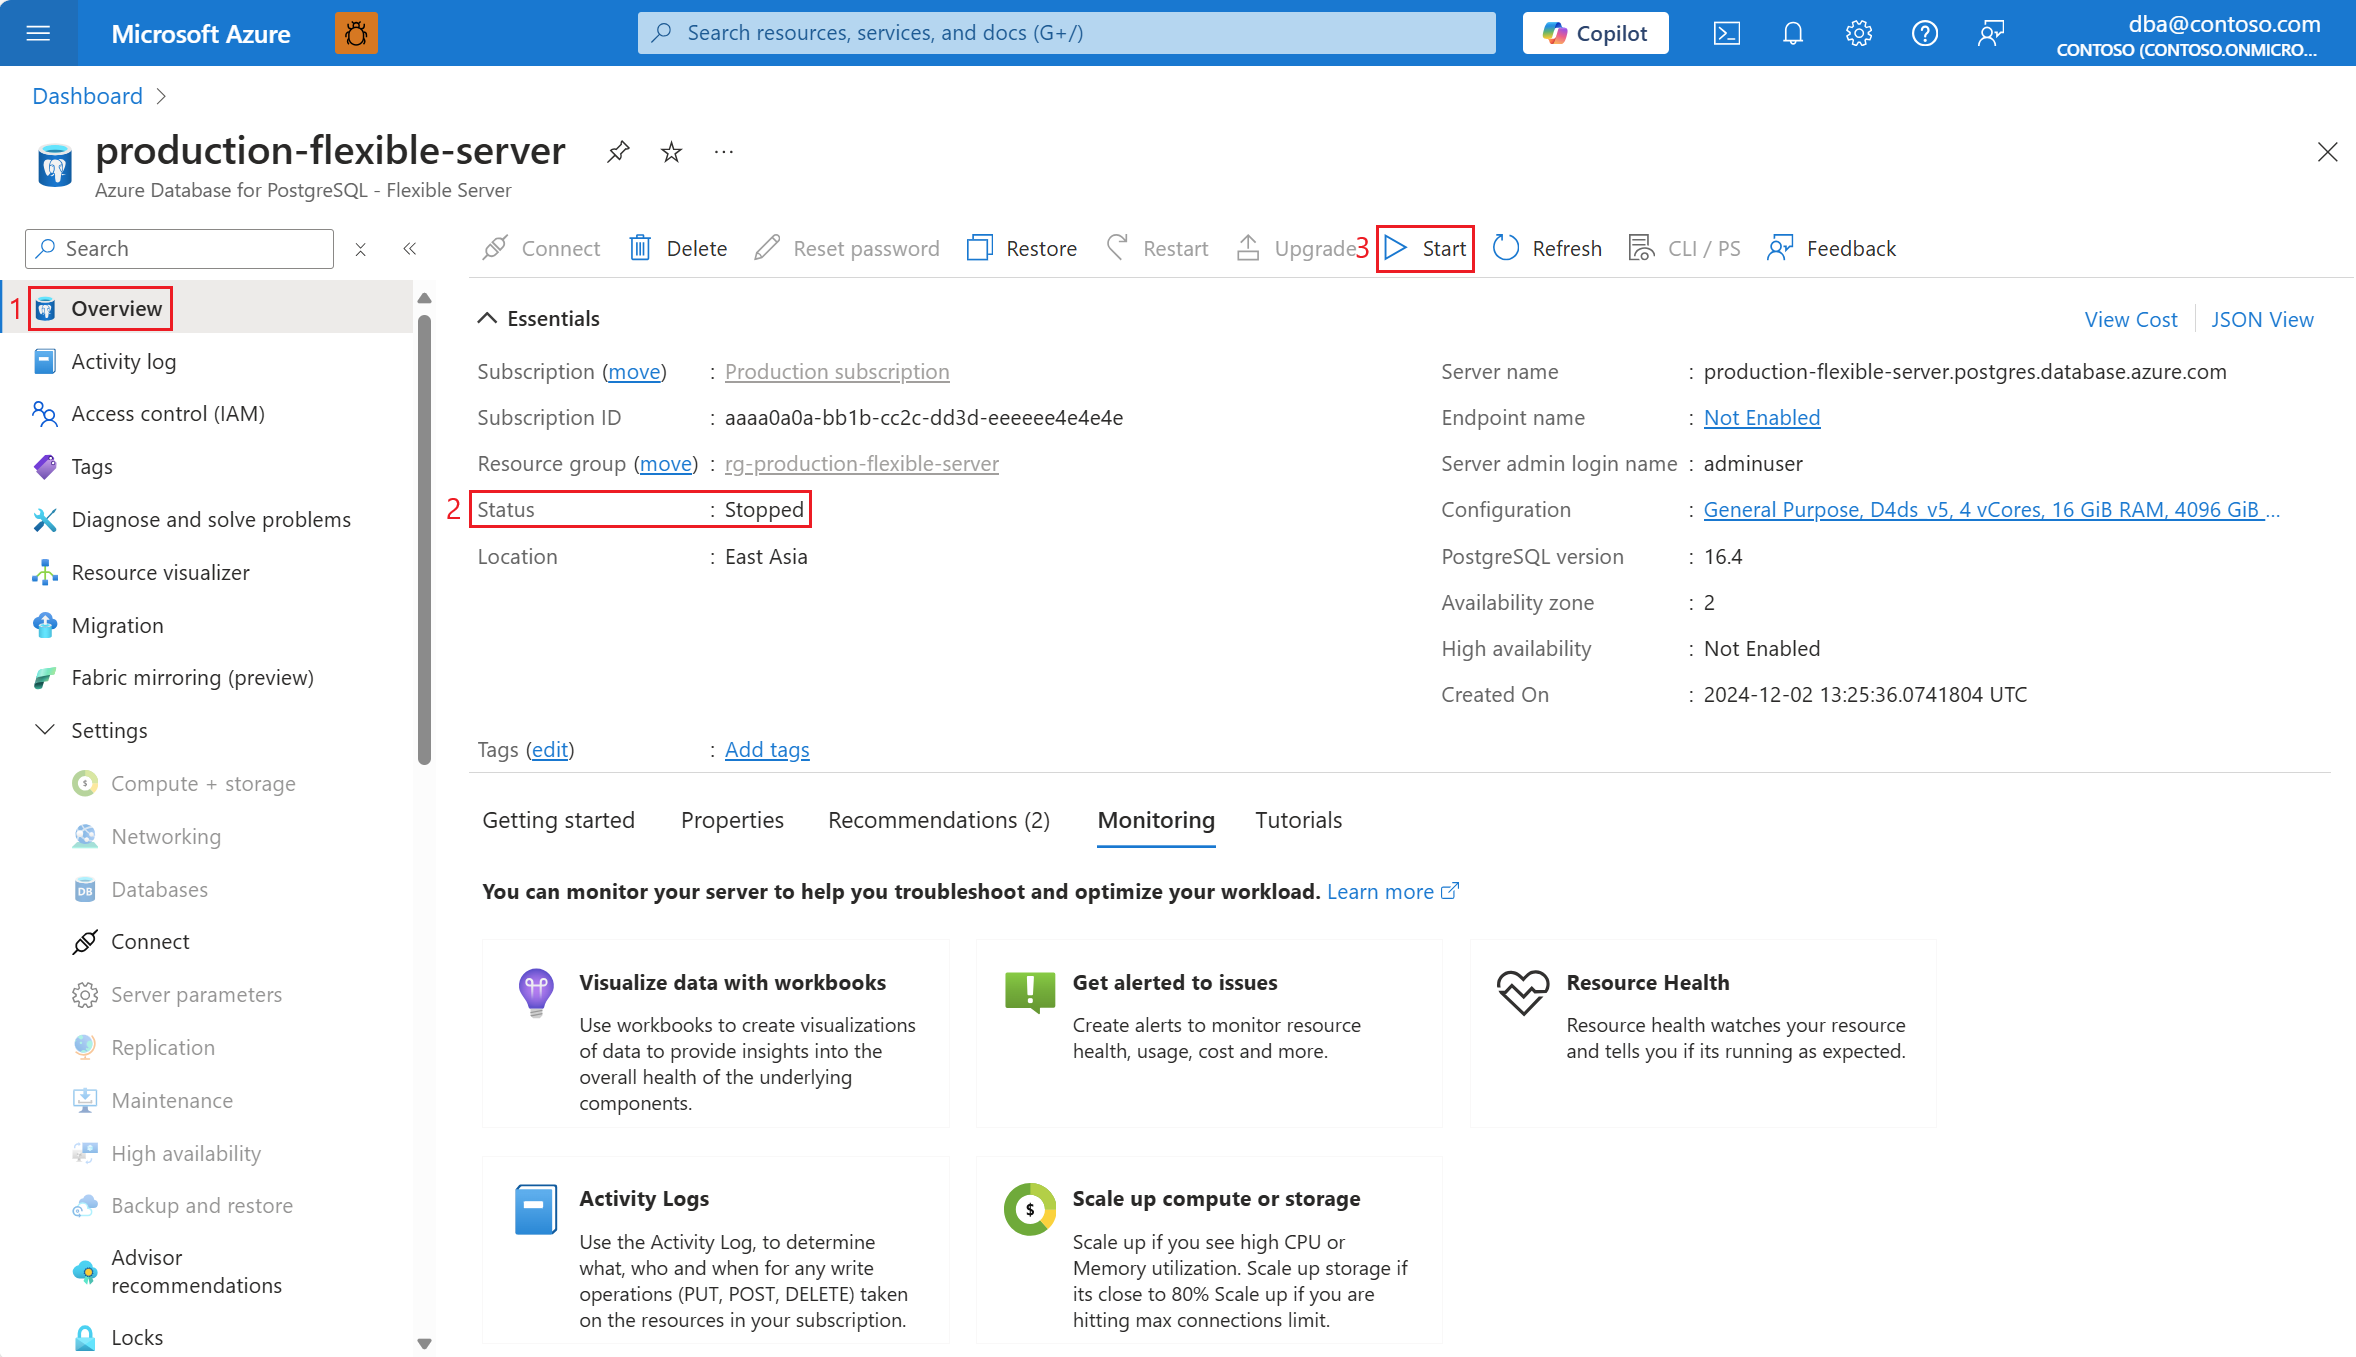 Microsoft Azure
Search resources, services, and docs (G+/)
Copilot
dba@contoso.com
CONTOSO (CONTOSO.ONMICRO...
Dashboard
production-flexible-server
...
Azure Database for PostgreSQL - Flexible Server
Search
Connect
Delete
Reset password
Restore
Restart
Upgrade
3
Start
Refresh
CLI / PS
Feedback
1
Overview
Activity log
Access control (IAM)
Tags
Diagnose and solve problems
Resource visualizer
Migration
Fabric mirroring (preview)
Settings
Compute + storage
Networking
Databases
Connect
Server parameters
Replication
Maintenance
High availability
Backup and restore
Advisor
recommendations
Locks
Essentials
View Cost
JSON View
Subscription (move) : Production subscription
Subscription ID : aaaa0a0a-bb1b-cc2c-dd3d-eeeeee4e4e4e
Resource group (move) : rg-production-flexible-server
2
Status : Stopped
Location : East Asia
Server name : production-flexible-server.postgres.database.azure.com
Endpoint name : Not Enabled
Server admin login name : adminuser
Configuration : General Purpose, D4ds_v5, 4 vCores, 16 GiB RAM, 4096 GiB ...
PostgreSQL version : 16.4
Availability zone : 2
High availability : Not Enabled
Created On : 2024-12-02 13:25:36.0741804 UTC
Tags (edit) : Add tags
Getting started
Properties
Recommendations (2)
Monitoring
Tutorials
You can monitor your server to help you troubleshoot and optimize your workload. Learn more
Visualize data with workbooks
Use workbooks to create visualizations
of data to provide insights into the
overall health of the underlying
components.
Get alerted to issues
Create alerts to monitor resource
health, usage, cost and more.
Resource Health
Resource health watches your resource
and tells you if its running as expected.
Activity Logs
Use the Activity Log, to determine
what, who and when for any write
operations (PUT, POST, DELETE) taken
on the resources in your subscription.
$
Scale up compute or storage
Scale up if you see high CPU or
Memory utilization. Scale up storage if
its close to 80% Scale up if you are
hitting max connections limit.